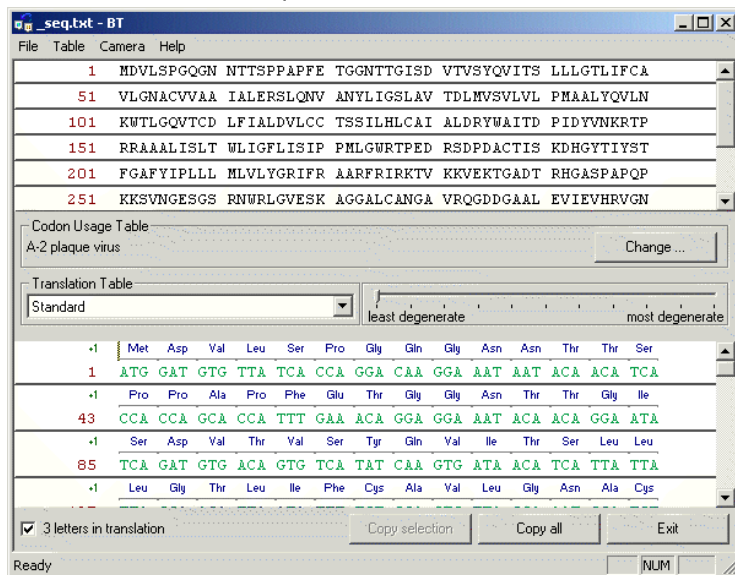 _seq.txt - BT
File Table Camera Help
1 MDVLSPGQGN NTTSPPAPFE TGGNTTGISD VTVSYQVITS LLLGTLIFCA
51 VLGNACVVAA IALERSLQNV ANYLIGSLAV TDLMVSVLVL PMAALYQVLN
101 KWTLGQVTCD LFIALDVLCC TSSILHLCAI ALDRYWAITD PIDYVNKRTP
151 RRAAALISLT WLIGFLISIP PMLGWRTPED RSDPDACTIS KDHGYTIYST
201 FGAFYIPLLL MLVLYGRIFR AARFRIRKTV KKVEKTGADT RHGASPAPQP
251 KKSVNGESGS RNWRLGVESK AGGALCANGA VRQGDDGAAL EVIEVHRVGN
Codon Usage Table
A-2 plaque virus
Change ...
Translation Table
Standard
least degenerate most degenerate
+1 Met Asp Val Leu Ser Pro Gly Gln Gly Asn Asn Thr Thr Ser
1 ATG GAT GTG TTA TCA CCA GGA CAA GGA AAT AAT ACA ACA TCA
+1 Pro Pro Ala Pro Phe Glu Thr Gly Gly Asn Thr Thr Gly Ile
43 CCA CCA GCA CCA TTT GAA ACA GGA GGA AAT ACA ACA GGA ATA
+1 Ser Asp Val Thr Val Ser Tyr Gln Val Ile Thr Ser Leu Leu
85 TCA GAT GTG ACA GTG TCA TAT CAA GTG ATA ACA TCA TTA TTA
+1 Leu Gly Thr Leu Ile Phe Cys Ala Val Leu Gly Asn Ala Cys
3 letters in translation
Copy selection
Copy all
Exit
Ready
NUM